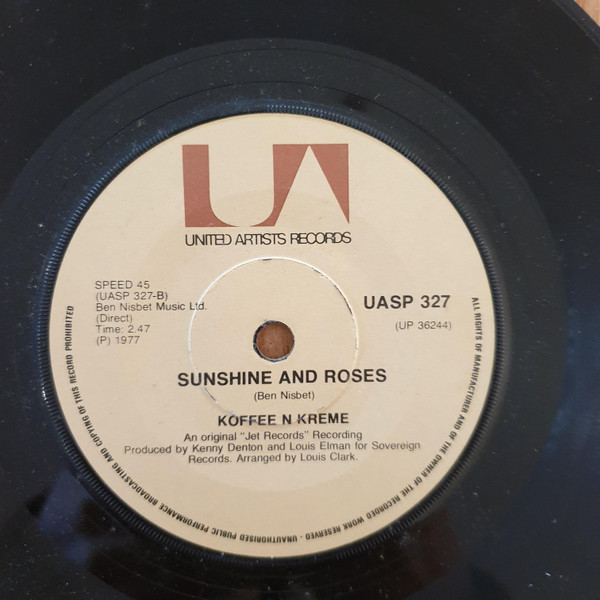 UA
UNITED ARTISTS RECORDS
SPEED 45
(UASP 327-B)
Ben Nisbet Music Ltd.
(Direct)
Time: 2.47
(P) 1977
UASP 327
(UP 36244)
SUNSHINE AND ROSES
(Ben Nisbet)
KOFFEE N KREME
An original "Jet Records" Recording
Produced by Kenny Denton and Louis Elman for Sovereign
Records. Arranged by Louis Clark.
ALL RIGHTS OF MANUFACTURER AND OF THE OWNER OF THE RECORDED WORK RESERVED - UNAUTHORISED PUBLIC PERFORMANCE BROADCASTING AND COPYING OF THIS RECORD PROHIBITED